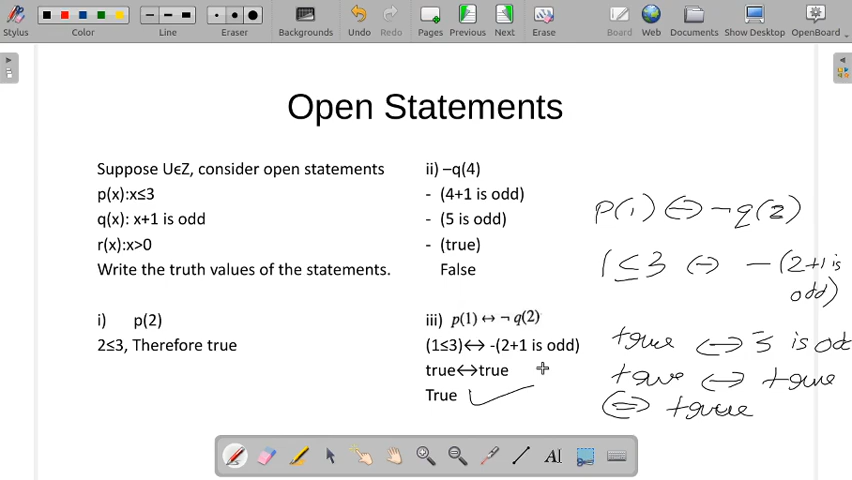 Stylus
Color
Line
Eraser
Backgrounds
Undo
Pages
Previous
Next
Erase
Board
Web
Documents
Show Desktop
OpenBoard
Open Statements
Suppose UϵZ, consider open statements
p(x):x≤3
q(x): x+1 is odd
r(x):x>0
Write the truth values of the statements.
i) p(2)
2≤3, Therefore true
ii) –q(4)
- (4+1 is odd)
- (5 is odd)
- (true)
False
iii) p(1) ↔ ¬ q(2)
(1≤3)↔ -(2+1 is odd)
true↔true
True
p(1) ⇔ ¬q(2)
1≤3 ⇔ –(2+1 is
odd)
true ⇔ 3 is od
true ⇔ true
⇔ true